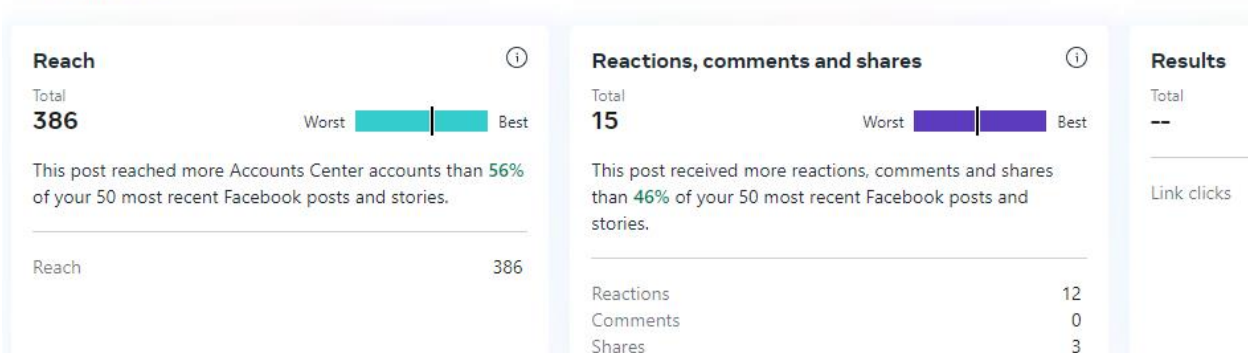 Reach
Total
386
Worst Best
This post reached more Accounts Center accounts than 56%
of your 50 most recent Facebook posts and stories.
Reach 386
Reactions, comments and shares
Total
15
Worst Best
This post received more reactions, comments and shares
than 46% of your 50 most recent Facebook posts and
stories.
Reactions 12
Comments 0
Shares 3
Results
Total
--
Link clicks